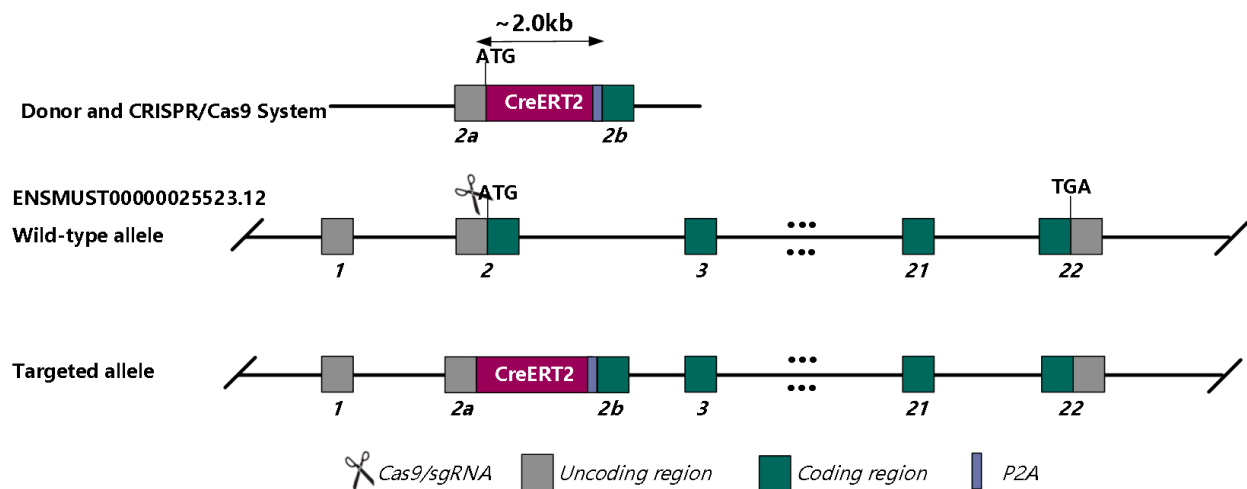 ~2.0kb
ATG
Donor and CRISPR/Cas9 System
CreERT2
2a
2b
ENSMUST00000025523.12
ATG
TGA
Wild-type allele
1
2
3
21
22
Targeted allele
CreERT2
1
2a
2b
3
21
22
Cas9/sgRNA
Uncoding region
Coding region
P2A